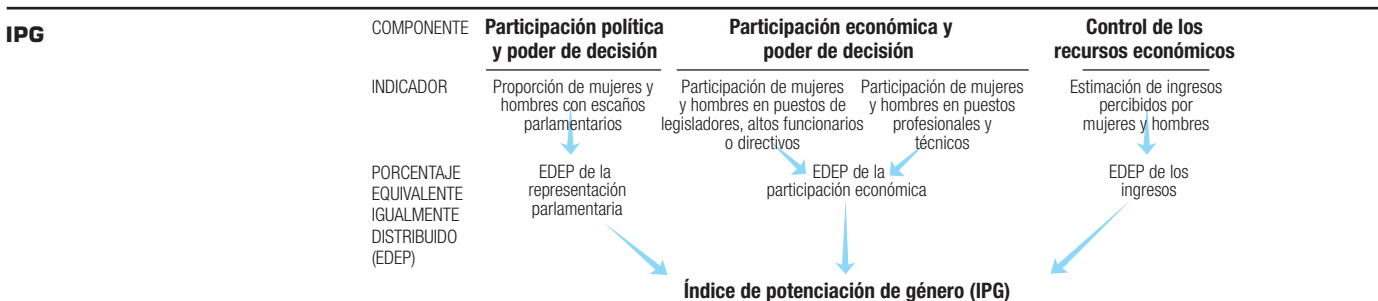 IPG
COMPONENTE
Participación política
y poder de decisión
Participación económica y
poder de decisión
Control de los
recursos económicos
INDICADOR
Proporción de mujeres y
hombres con escaños
parlamentarios
Participación de mujeres
y hombres en puestos de
legisladores, altos funcionarios
o directivos
Participación de mujeres
y hombres en puestos
profesionales y
técnicos
Estimación de ingresos
percibidos por
mujeres y hombres
PORCENTAJE
EQUIVALENTE
IGUALMENTE
DISTRIBUIDO
(EDEP)
EDEP de la
representación
parlamentaria
EDEP de la
participación económica
EDEP de los
ingresos
Índice de potenciación de género (IPG)